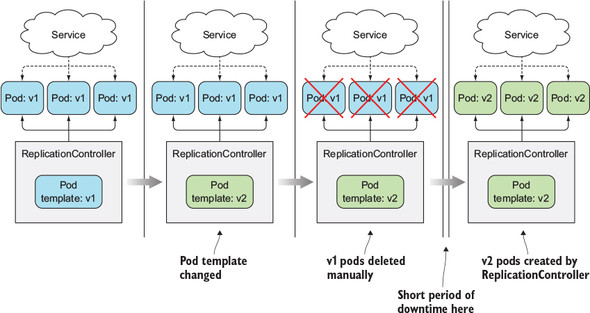 Service
Service
Service
Service
Pod: v1
Pod: v1
Pod: v1
Pod: v1
Pod: v1
Pod: v1
Pod: v1
Pod: v1
Pod: v1
Pod: v2
Pod: v2
Pod: v2
ReplicationController
ReplicationController
ReplicationController
ReplicationController
Pod
template: v1
Pod
template: v2
Pod
template: v2
Pod
template: v2
Pod template
changed
v1 pods deleted
manually
Short period of
downtime here
v2 pods created by
ReplicationController